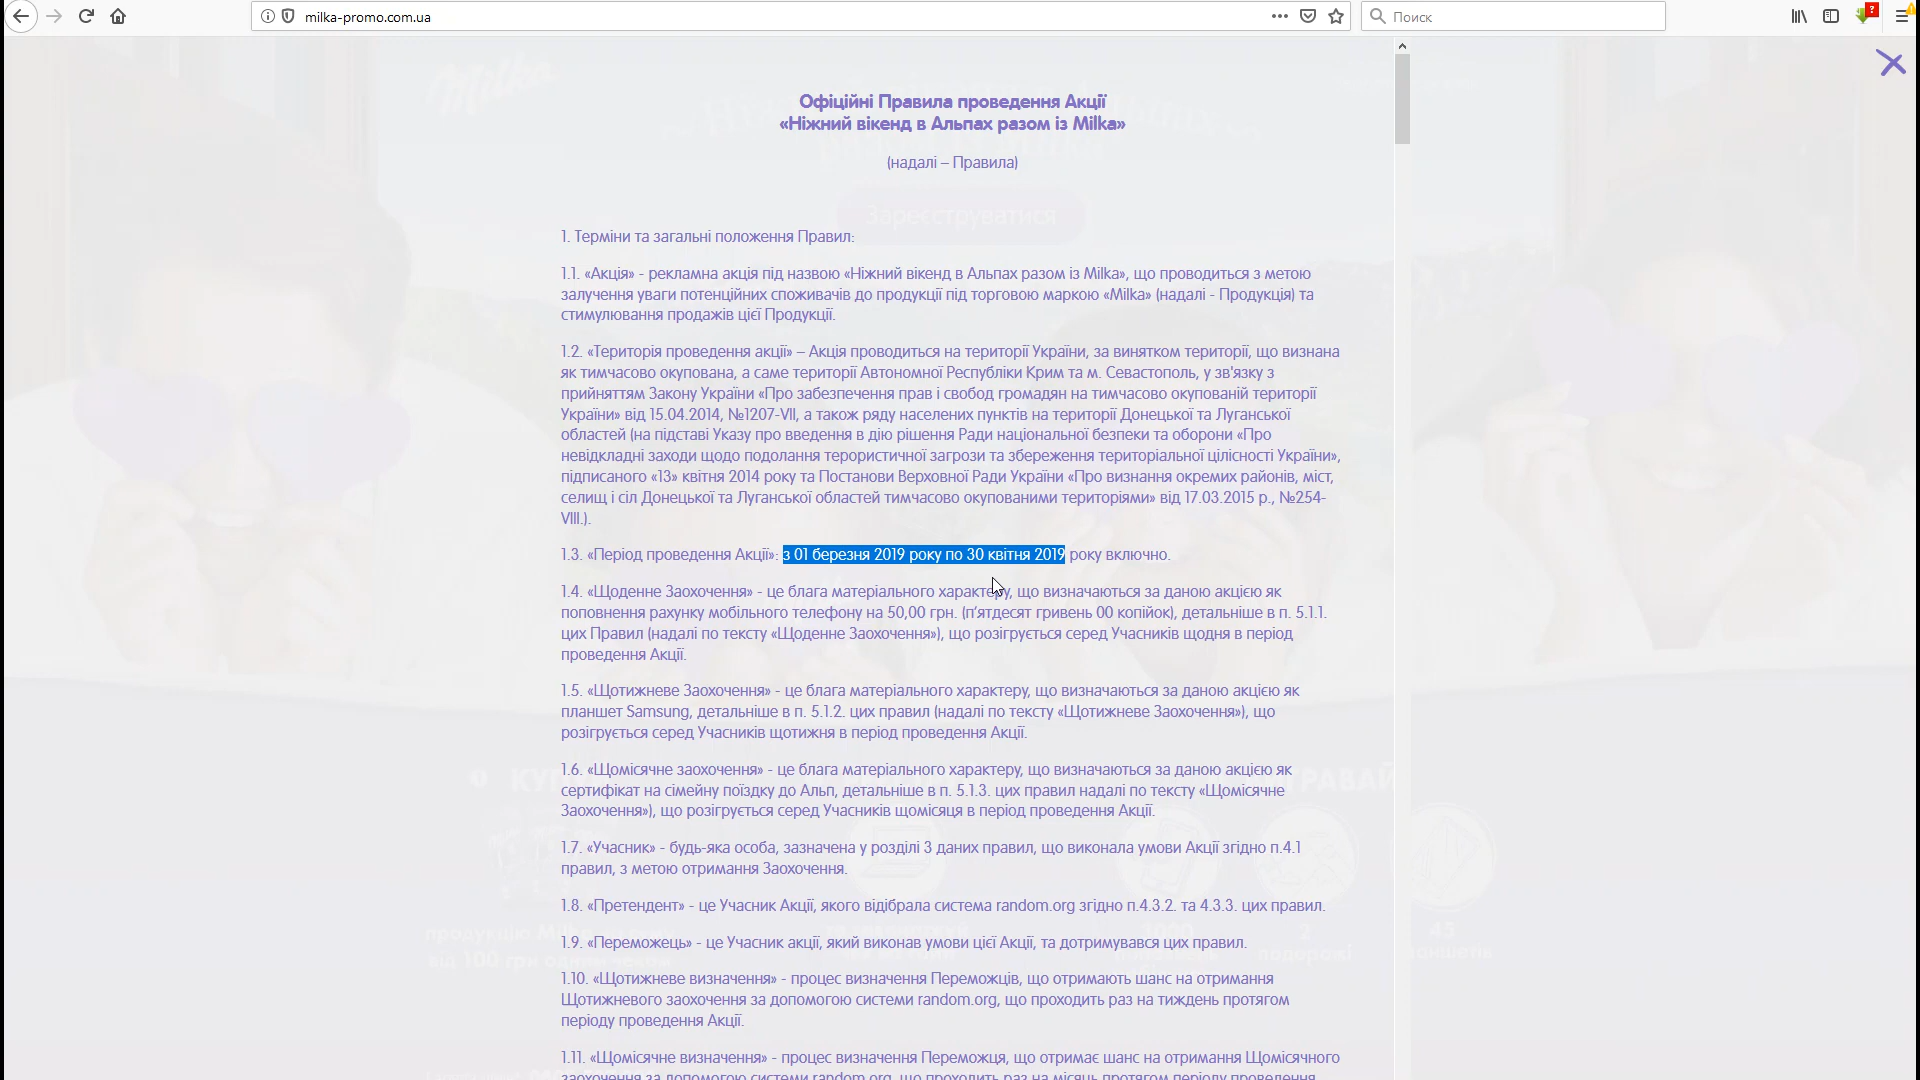 milka-promo.com.ua
Поиск
Milka
Офіційні Правила проведення Акції
«Ніжний вікенд в Альпах разом із Milka»
(надалі – Правила)
Зареєструватися
1. Терміни та загальні положення Правил:
1.1. «Акція» - рекламна акція під назвою «Ніжний вікенд в Альпах разом із Milka», що проводиться з метою
залучення уваги потенційних споживачів до продукції під торговою маркою «Milka» (надалі - Продукція) та
стимулювання продажів цієї Продукції.
1.2. «Територія проведення акції» – Акція проводиться на території України, за винятком території, що визнана
як тимчасово окупована, а саме території Автономної Республіки Крим та м. Севастополь, у зв'язку з
прийняттям Закону України «Про забезпечення прав і свобод громадян на тимчасово окупованій території
України» від 15.04.2014, №1207-VII, а також ряду населених пунктів на території Донецької та Луганської
областей (на підставі Указу про введення в дію рішення Ради національної безпеки та оборони «Про
невідкладні заходи щодо подолання терористичної загрози та збереження територіальної цілісності України»,
підписаного «13» квітня 2014 року та Постанови Верховної Ради України «Про визнання окремих районів, міст,
селищ і сіл Донецької та Луганської областей тимчасово окупованими територіями» від 17.03.2015 р., №254-
VIII.).
1.3. «Період проведення Акції»: з 01 березня 2019 року по 30 квітня 2019 року включно.
1.4. «Щоденне Заохочення» - це блага матеріального характеру, що визначаються за даною акцією як
поповнення рахунку мобільного телефону на 50,00 грн. (п’ятдесят гривень 00 копійок), детальніше в п. 5.1.1.
цих Правил (надалі по тексту «Щоденне Заохочення»), що розігрується серед Учасників щодня в період
проведення Акції.
1.5. «Щотижневе Заохочення» - це блага матеріального характеру, що визначаються за даною акцією як
планшет Samsung, детальніше в п. 5.1.2. цих правил (надалі по тексту «Щотижневе Заохочення»), що
розігрується серед Учасників щотижня в період проведення Акції.
1.6. «Щомісячне заохочення» - це блага матеріального характеру, що визначаються за даною акцією як
сертифікат на сімейну поїздку до Альп, детальніше в п. 5.1.3. цих правил надалі по тексту «Щомісячне
Заохочення»), що розігрується серед Учасників щомісяця в період проведення Акції.
1.7. «Учасник» - будь-яка особа, зазначена у розділі 3 даних правил, що виконала умови Акції згідно п.4.1
правил, з метою отримання Заохочення.
1.8. «Претендент» - це Учасник Акції, якого відібрала система random.org згідно п.4.3.2. та 4.3.3. цих правил.
1.9. «Переможець» - це Учасник акції, який виконав умови цієї Акції, та дотримувався цих правил.
1.10. «Щотижневе визначення» - процес визначення Переможців, що отримають шанс на отримання
Щотижневого заохочення за допомогою системи random.org, що проходить раз на тиждень протягом
періоду проведення Акції.
1.11. «Щомісячне визначення» - процес визначення Переможця, що отримає шанс на отримання Щомісячного
заохочення за допомогою системи random.org, що проходить раз на місяць протягом періоду проведення